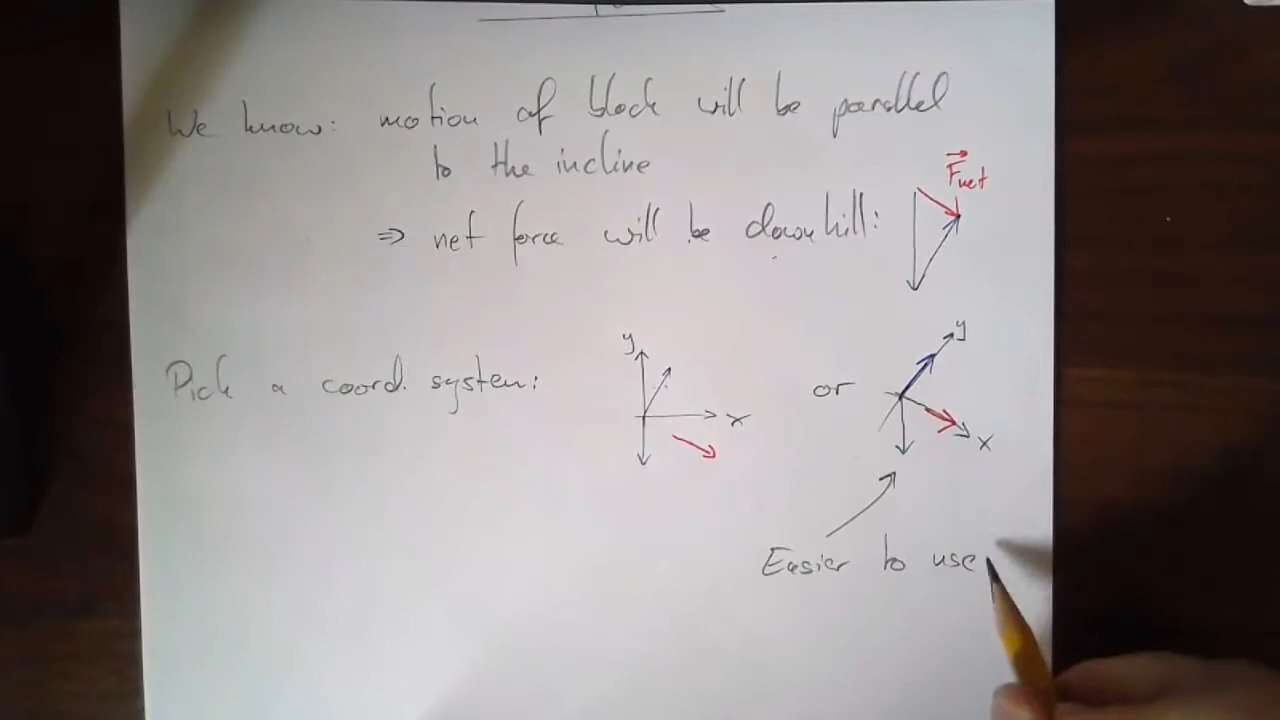 We know: motion of block will be parallel
to the incline
F⃗net
⇒ net force will be downhill:
Pick a coord. system:
y
x
or
y
x
Easier to use